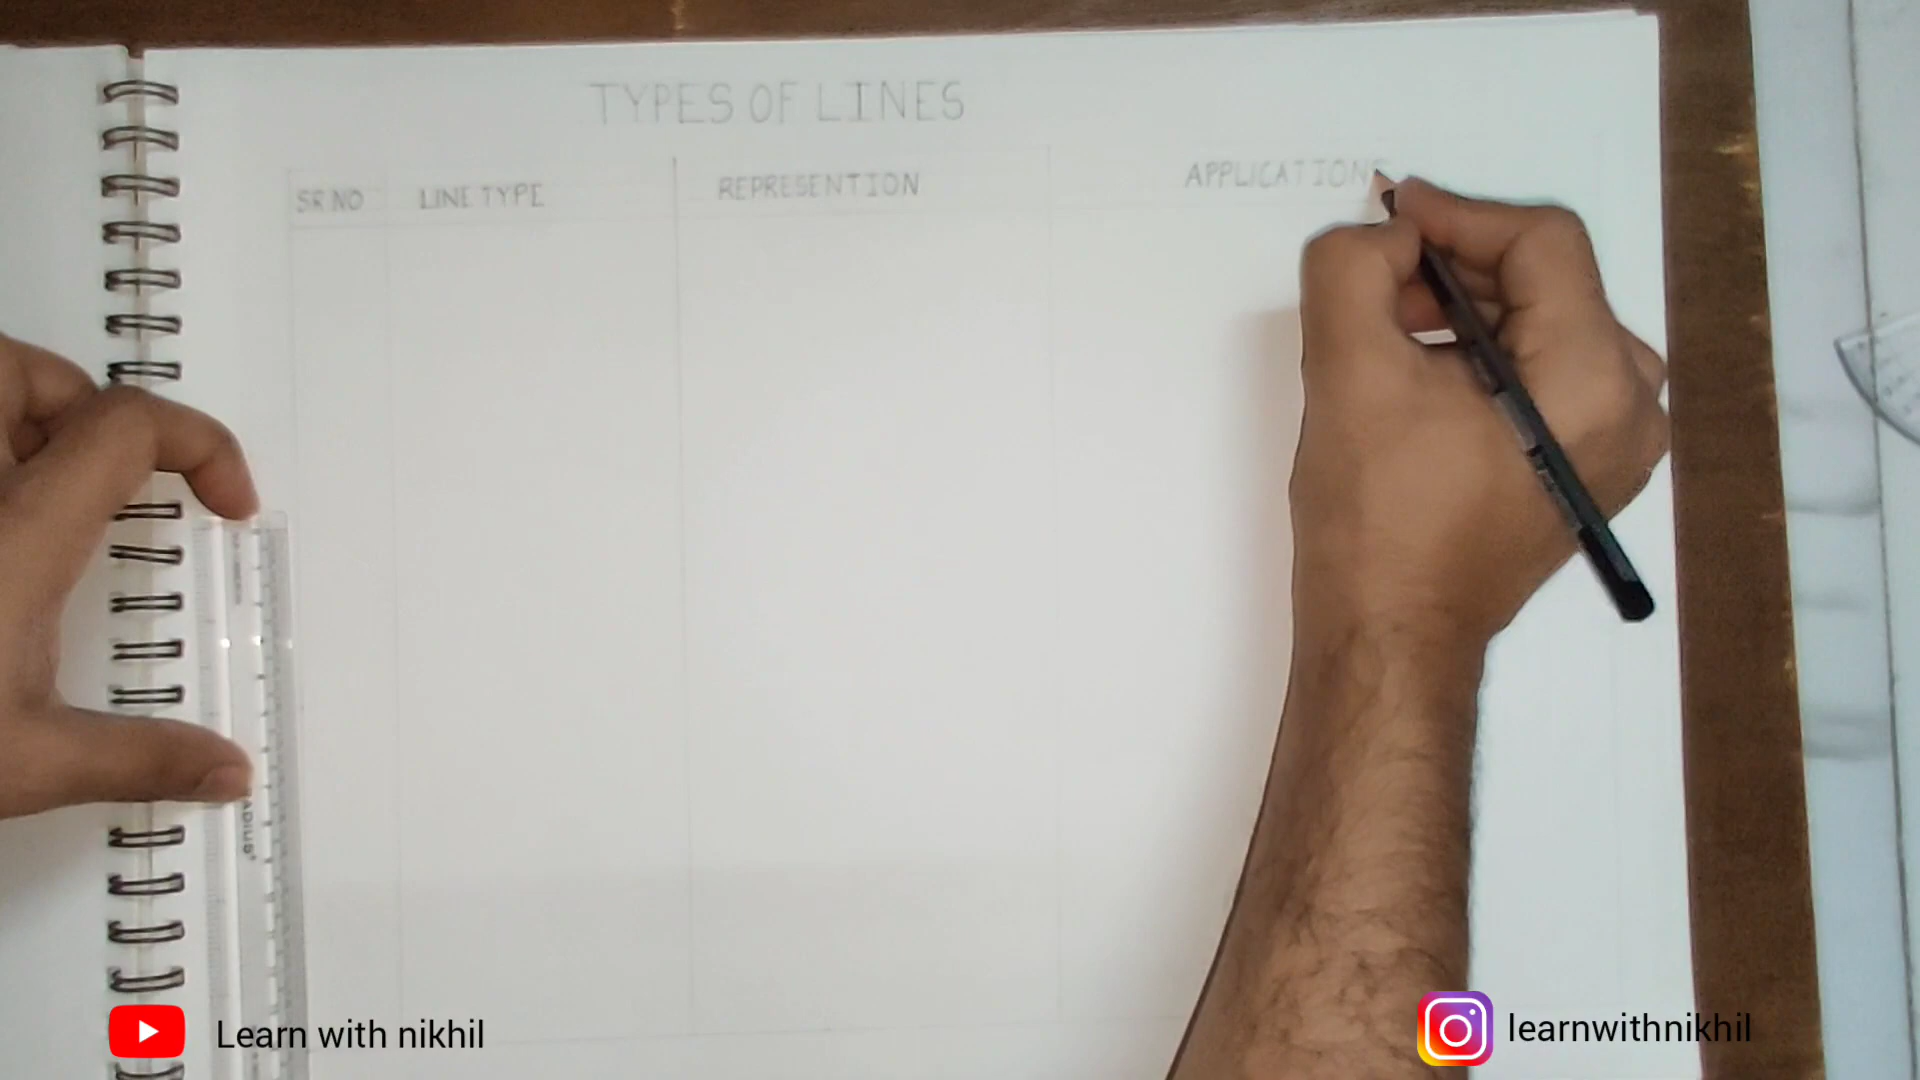 TYPES OF LINES
SR NO LINE TYPE REPRESENTION APPLICATIONS
Learn with nikhil
learnwithnikhil